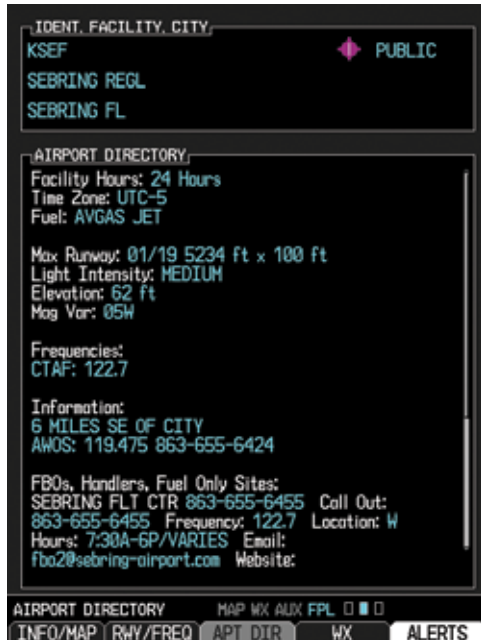 IDENT, FACILITY, CITY
KSEF PUBLIC
SEBRING REGL
SEBRING FL
AIRPORT DIRECTORY
Facility Hours: 24 Hours
Time Zone: UTC-5
Fuel: AVGAS JET
Max Runway: 01/19 5234 ft x 100 ft
Light Intensity: MEDIUM
Elevation: 62 ft
Mag Var: 05W
Frequencies:
CTAF: 122.7
Information:
6 MILES SE OF CITY
AWOS: 119.475 863-655-6424
FBOs, Handlers, Fuel Only Sites:
SEBRING FLT CTR 863-655-6455 Call Out:
863-655-6455 Frequency: 122.7 Location: W
Hours: 7:30A-6P/VARIES Email:
fbo2@sebring-airport.com Website:
AIRPORT DIRECTORY MAP WX AUX FPL
INFO/MAP RWY/FREQ APT DIR WX ALERTS